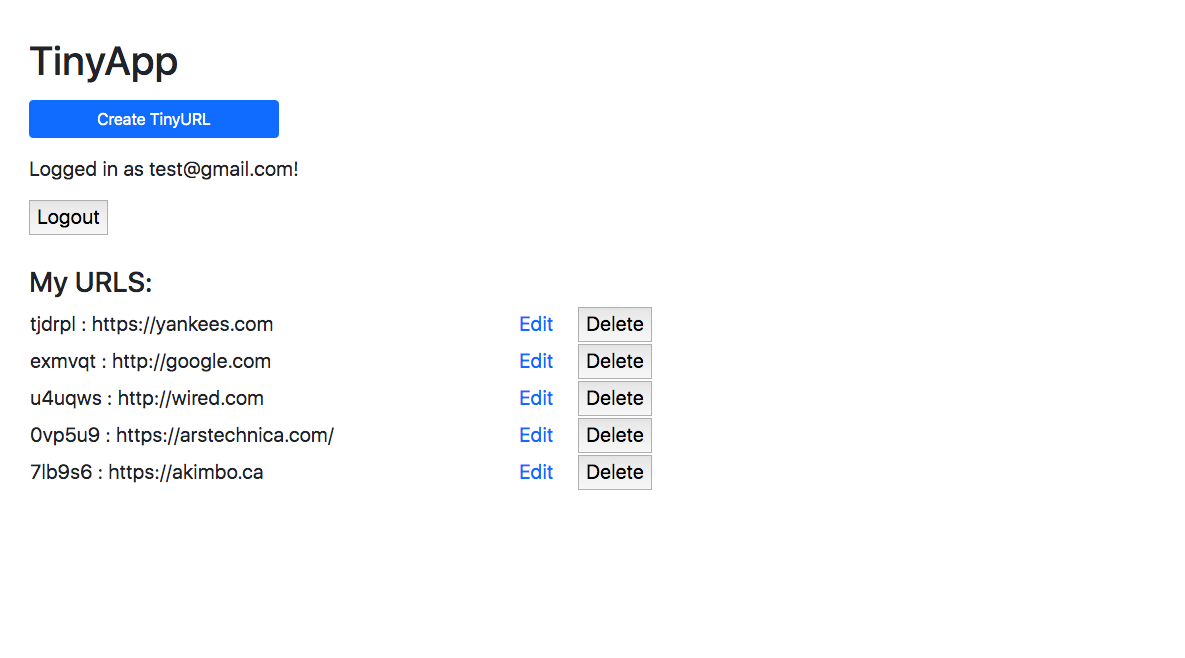 TinyApp
Create TinyURL
Logged in as test@gmail.com!
Logout
My URLS:
tjdrpl : https://yankees.com Edit Delete
exmvqt : http://google.com Edit Delete
u4uqws : http://wired.com Edit Delete
0vp5u9 : https://arstechnica.com/ Edit Delete
7lb9s6 : https://akimbo.ca Edit Delete